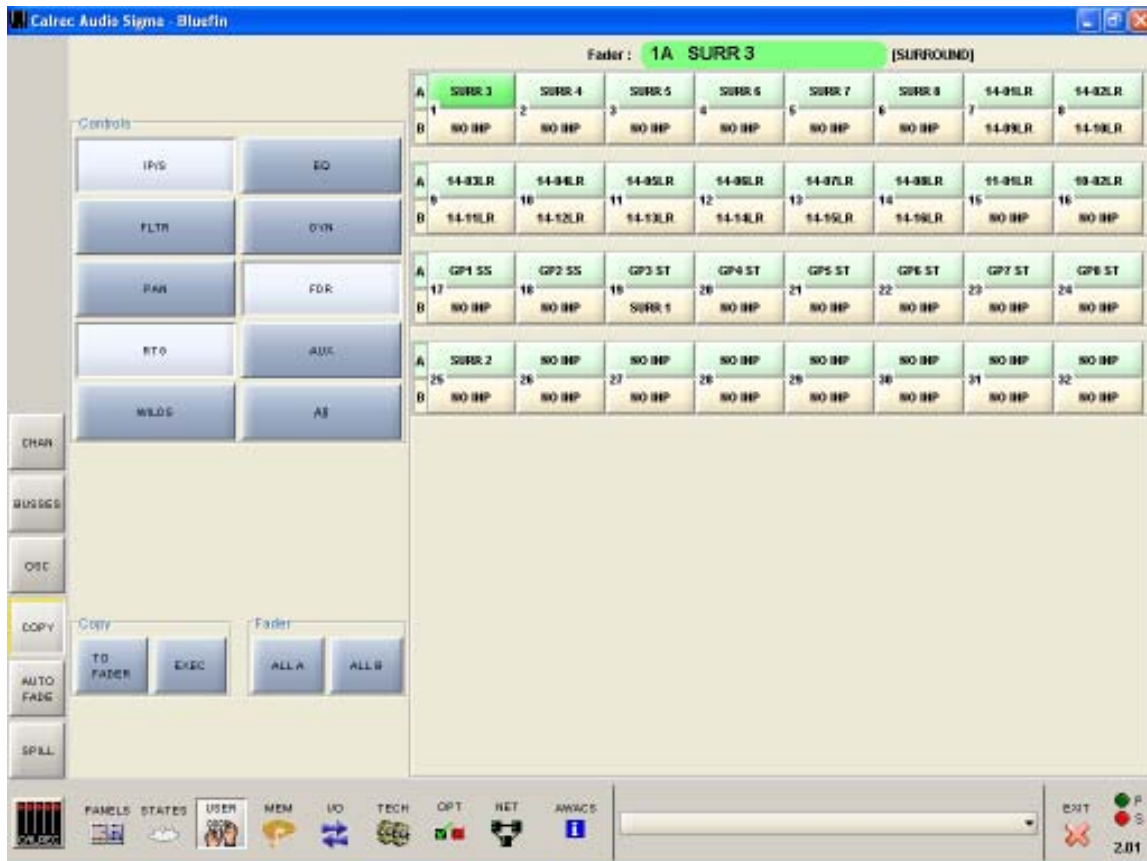 Calrec Audio Sigma - Bluefin
Fader : 1A SURR 3 [SURROUND]
A SURR 3 SURR 4 SURR 5 SURR 6 SURR 7 SURR 8 14-01LR 14-02LR
1 2 3 4 5 6 7 8
B NO INP NO INP NO INP NO INP NO INP NO INP 14-09LR 14-10LR
A 14-03LR 14-04LR 14-05LR 14-06LR 14-07LR 14-08LR 11-01LR 10-02LR
9 10 11 12 13 14 15 16
B 14-11LR 14-12LR 14-13LR 14-14LR 14-15LR 14-16LR NO INP NO INP
A GP1 SS GP2 SS GP3 ST GP4 ST GP5 ST GP6 ST GP7 ST GP8 ST
17 18 19 20 21 22 23 24
B NO INP NO INP SURR 1 NO INP NO INP NO INP NO INP NO INP
A SURR 2 NO INP NO INP NO INP NO INP NO INP NO INP NO INP
25 26 27 28 29 30 31 32
B NO INP NO INP NO INP NO INP NO INP NO INP NO INP NO INP
Controls
IP/S EQ
FLTR DYN
PAN FDR
RTG AUX
WILDS All
CHAN
BUSSES
OSC
COPY
AUTO
FADE
SPILL
Copy Fader
TO
FADER EXEC ALL A ALL B
PANELS STATES USER MEM I/O TECH OPT NET AWACS EXIT P
S
CALREC 2.01